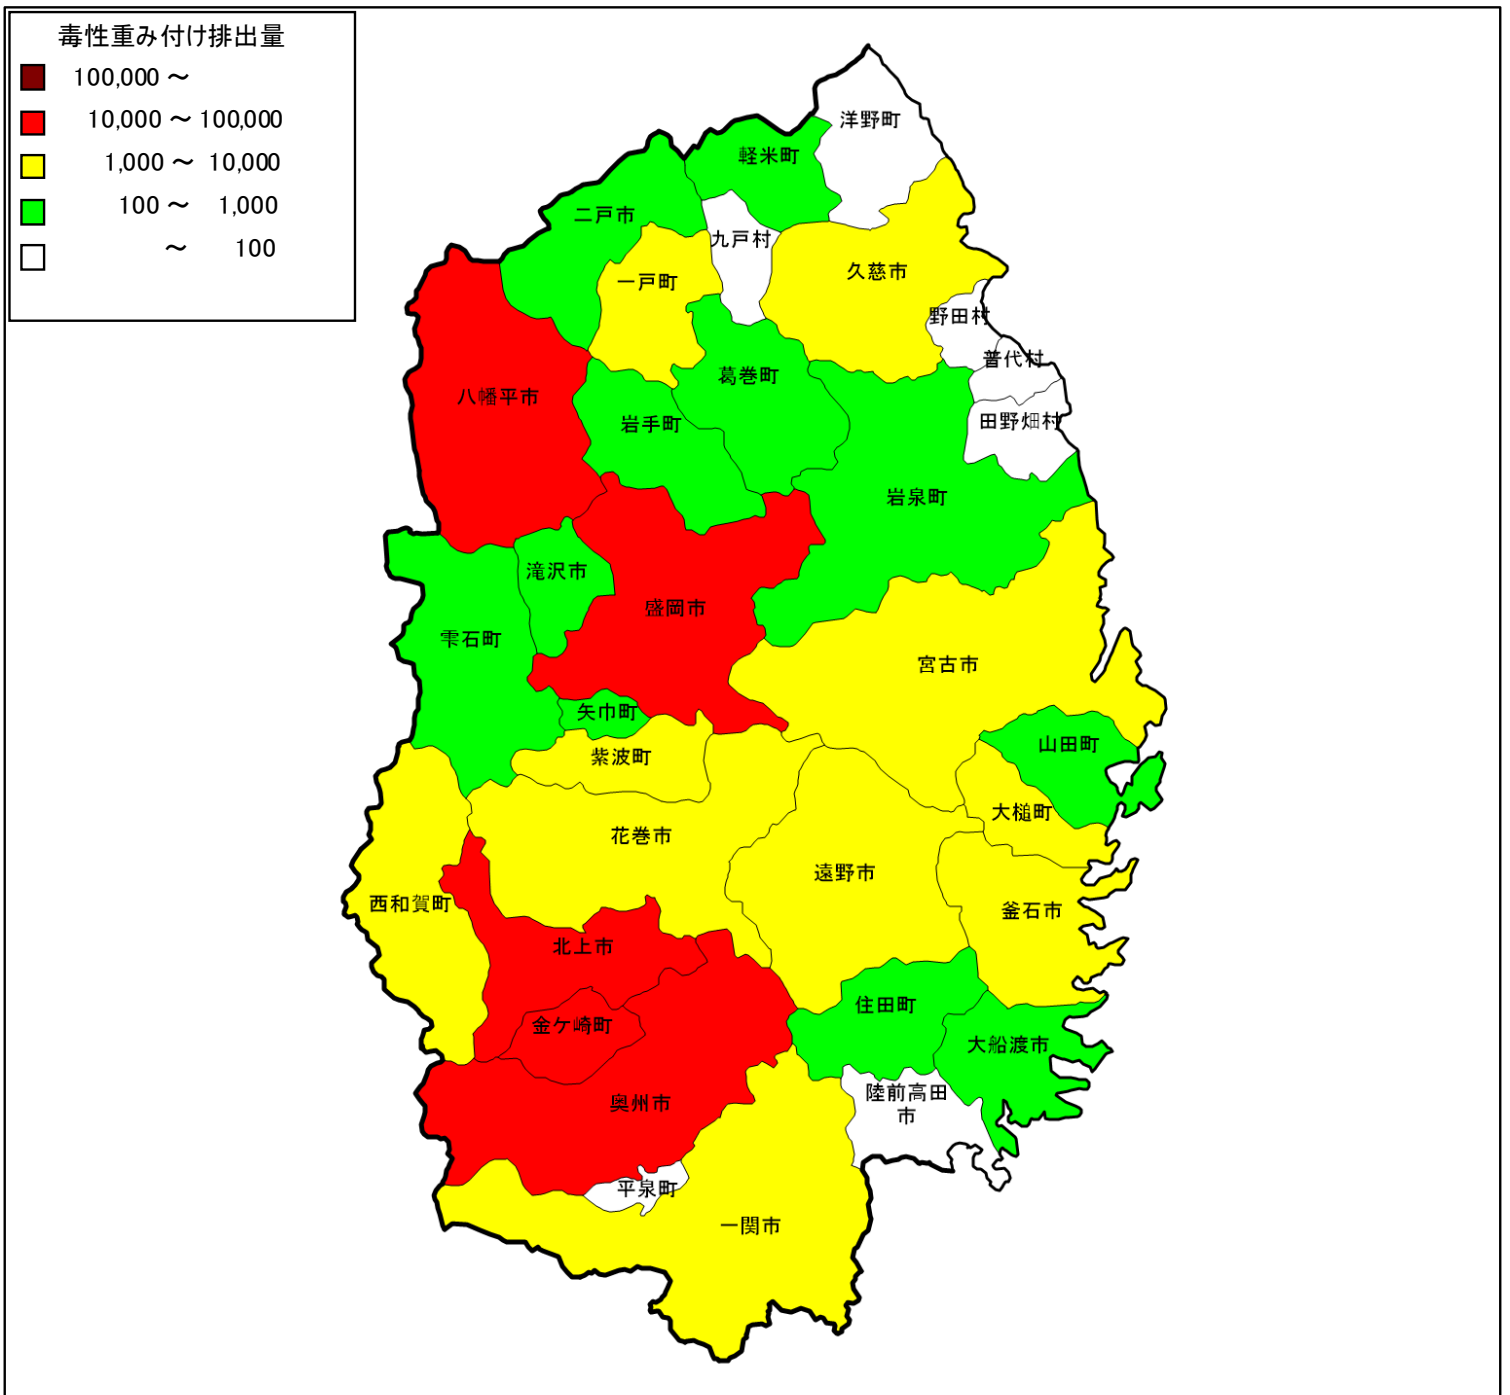 毒性重み付け排出量
100,000 ～
10,000 ～ 100,000
1,000 ～ 10,000
100 ～ 1,000
～ 100
洋野町
軽米町
二戸市
九戸村
久慈市
一戸町
野田村
普代村
葛巻町
八幡平市
岩手町
田野畑村
岩泉町
滝沢市
盛岡市
雫石町
宮古市
矢巾町
山田町
紫波町
大槌町
花巻市
遠野市
西和賀町
釜石市
北上市
住田町
金ケ崎町
大船渡市
陸前高田
市
奥州市
平泉町
一関市